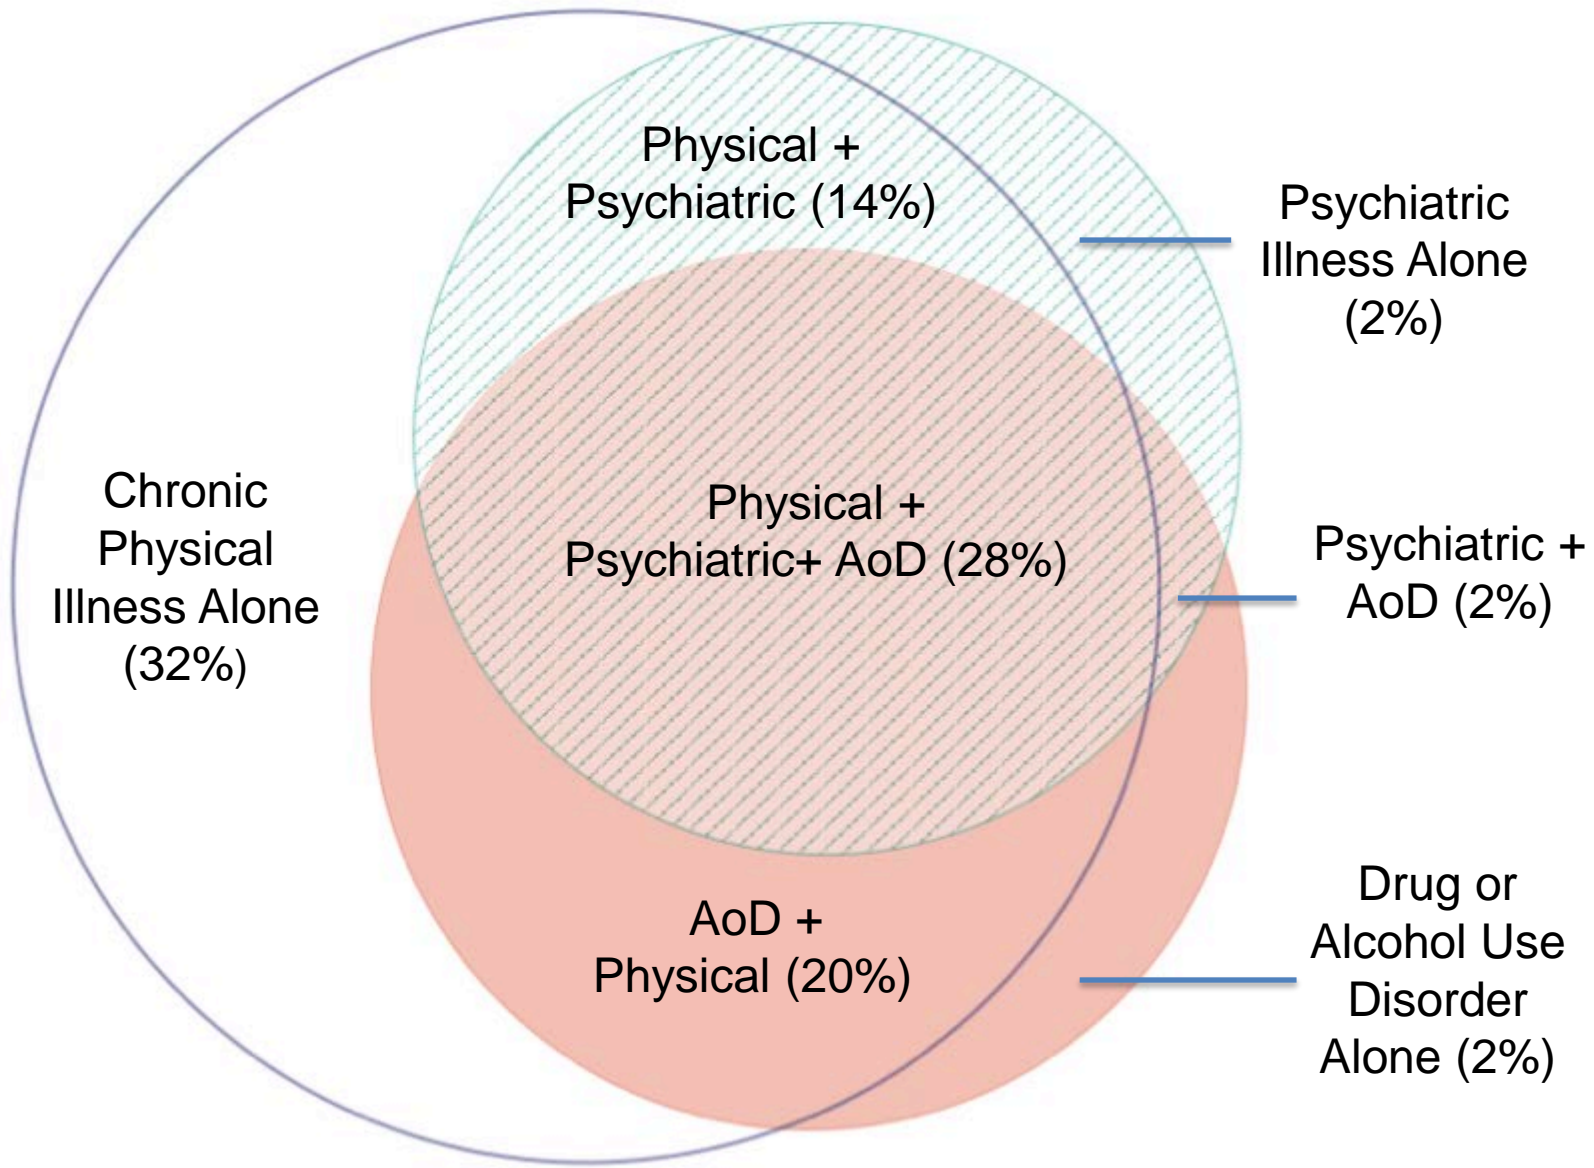 Physical +
Psychiatric (14%)
Psychiatric
Illness Alone
(2%)
Chronic
Physical
Illness Alone
(32%)
Physical +
Psychiatric+ AoD (28%)
Psychiatric +
AoD (2%)
AoD +
Physical (20%)
Drug or
Alcohol Use
Disorder
Alone (2%)